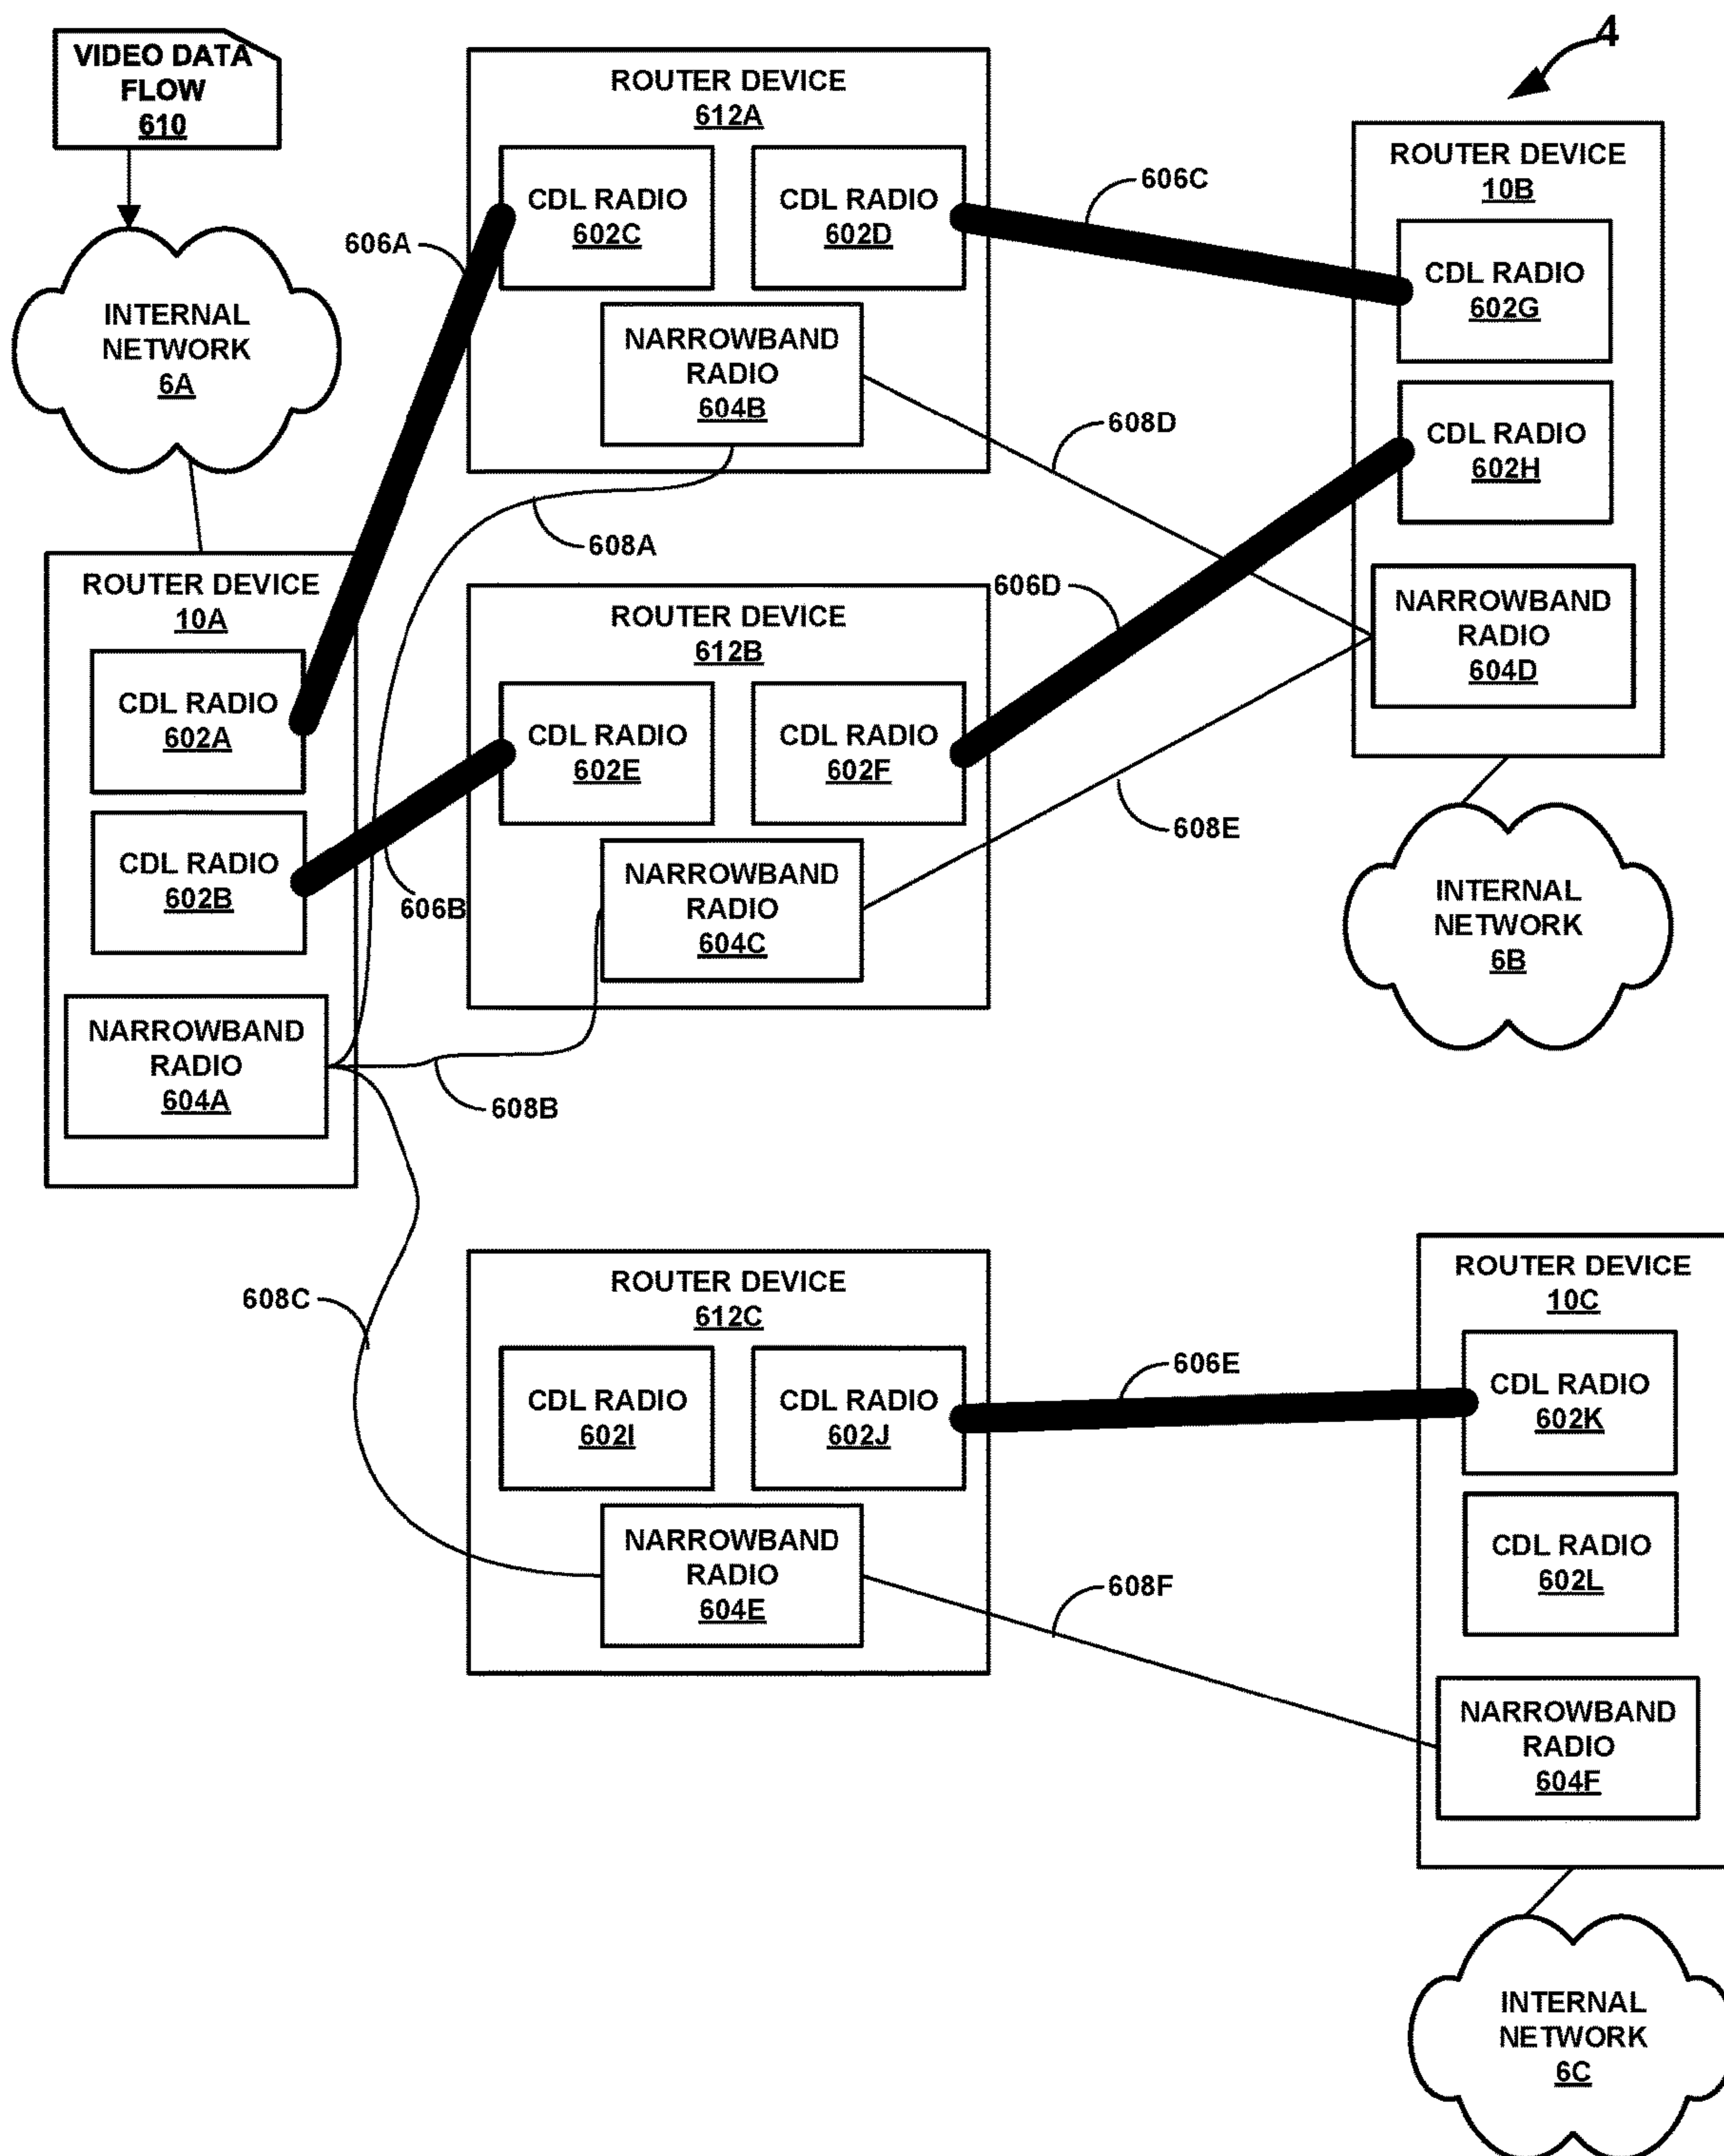 4
VIDEO DATA
FLOW
610
INTERNAL
NETWORK
6A
ROUTER DEVICE
10A
CDL RADIO
602A
CDL RADIO
602B
NARROWBAND
RADIO
604A
606A
606B
608A
608B
608C
ROUTER DEVICE
612A
CDL RADIO
602C
CDL RADIO
602D
NARROWBAND
RADIO
604B
ROUTER DEVICE
612B
CDL RADIO
602E
CDL RADIO
602F
NARROWBAND
RADIO
604C
606C
608D
606D
608E
ROUTER DEVICE
10B
CDL RADIO
602G
CDL RADIO
602H
NARROWBAND
RADIO
604D
INTERNAL
NETWORK
6B
ROUTER DEVICE
612C
CDL RADIO
602I
CDL RADIO
602J
NARROWBAND
RADIO
604E
606E
608F
ROUTER DEVICE
10C
CDL RADIO
602K
CDL RADIO
602L
NARROWBAND
RADIO
604F
INTERNAL
NETWORK
6C